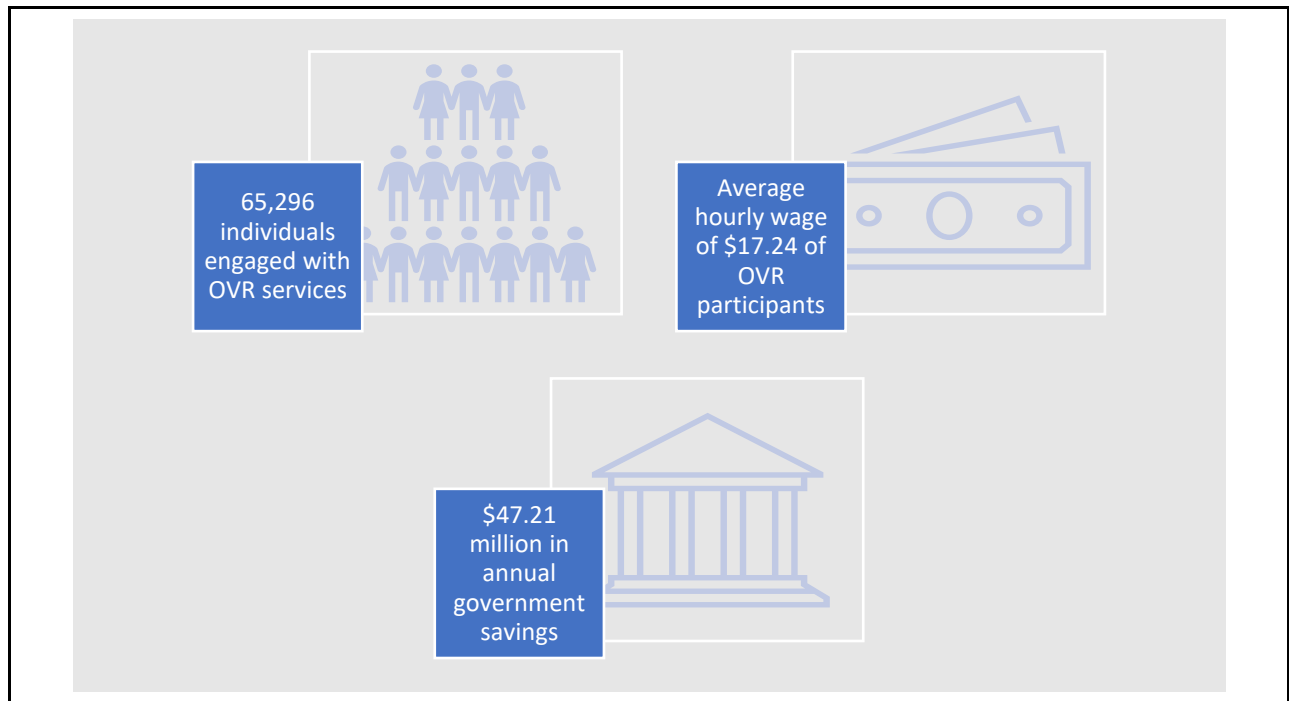 65,296
individuals
engaged with
OVR services
Average
hourly wage
of $17.24 of
OVR
participants
$47.21
million in
annual
government
savings